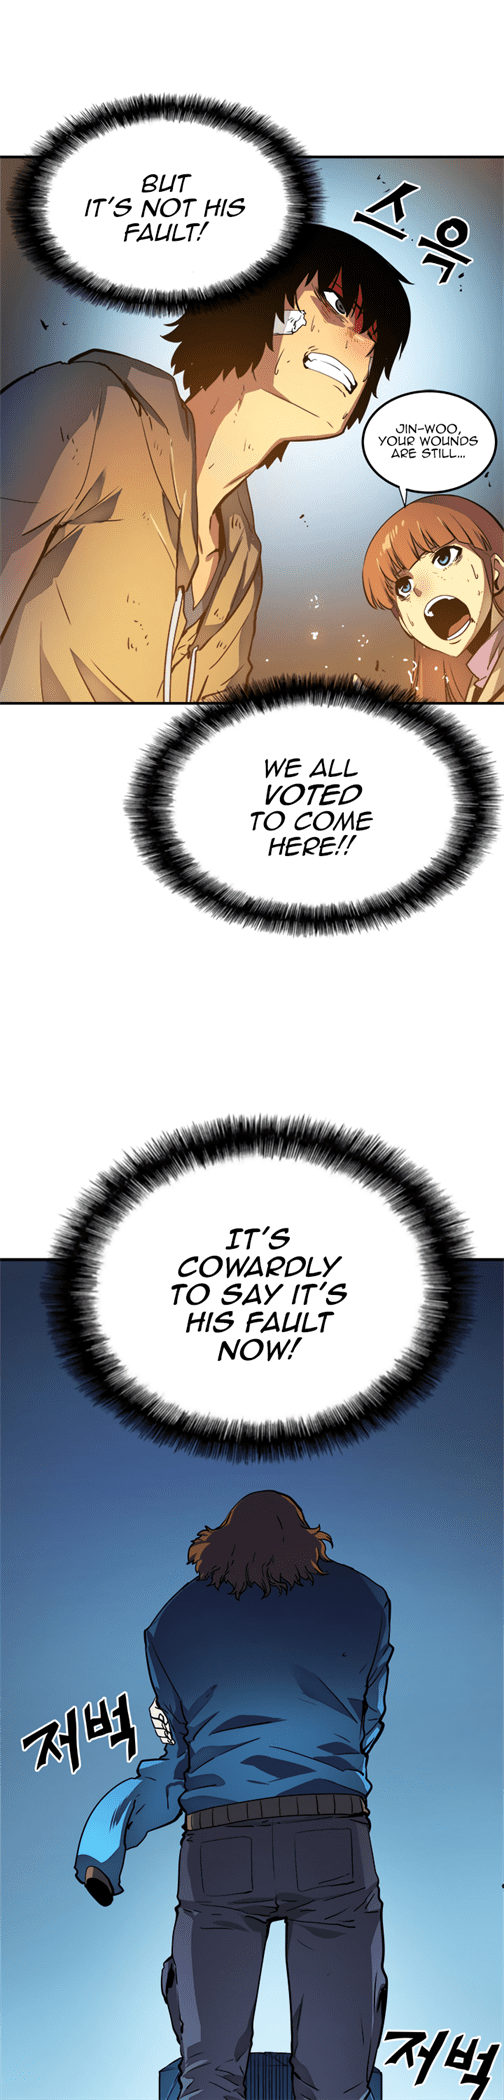 BUT
IT'S NOT HIS
FAULT!
스윽
JIN-WOO,
YOUR WOUNDS
ARE STILL...
WE ALL
VOTED
TO COME
HERE!!
IT'S
COWARDLY
TO SAY IT'S
HIS FAULT
NOW!
저벅
저벅